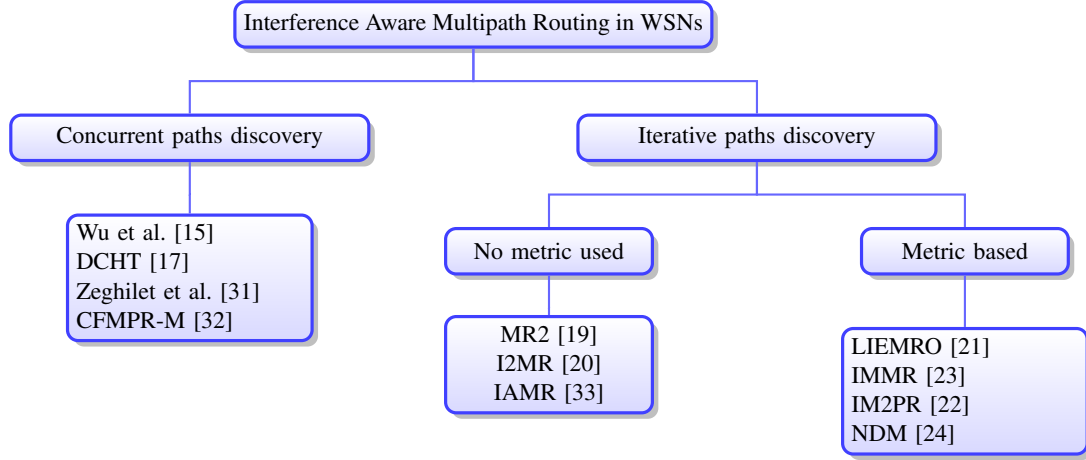 Interference Aware Multipath Routing in WSNs
Concurrent paths discovery
Iterative paths discovery
Wu et al. [15]
DCHT [17]
Zeghilet et al. [31]
CFMPR-M [32]
No metric used
Metric based
MR2 [19]
I2MR [20]
IAMR [33]
LIEMRO [21]
IMMR [23]
IM2PR [22]
NDM [24]